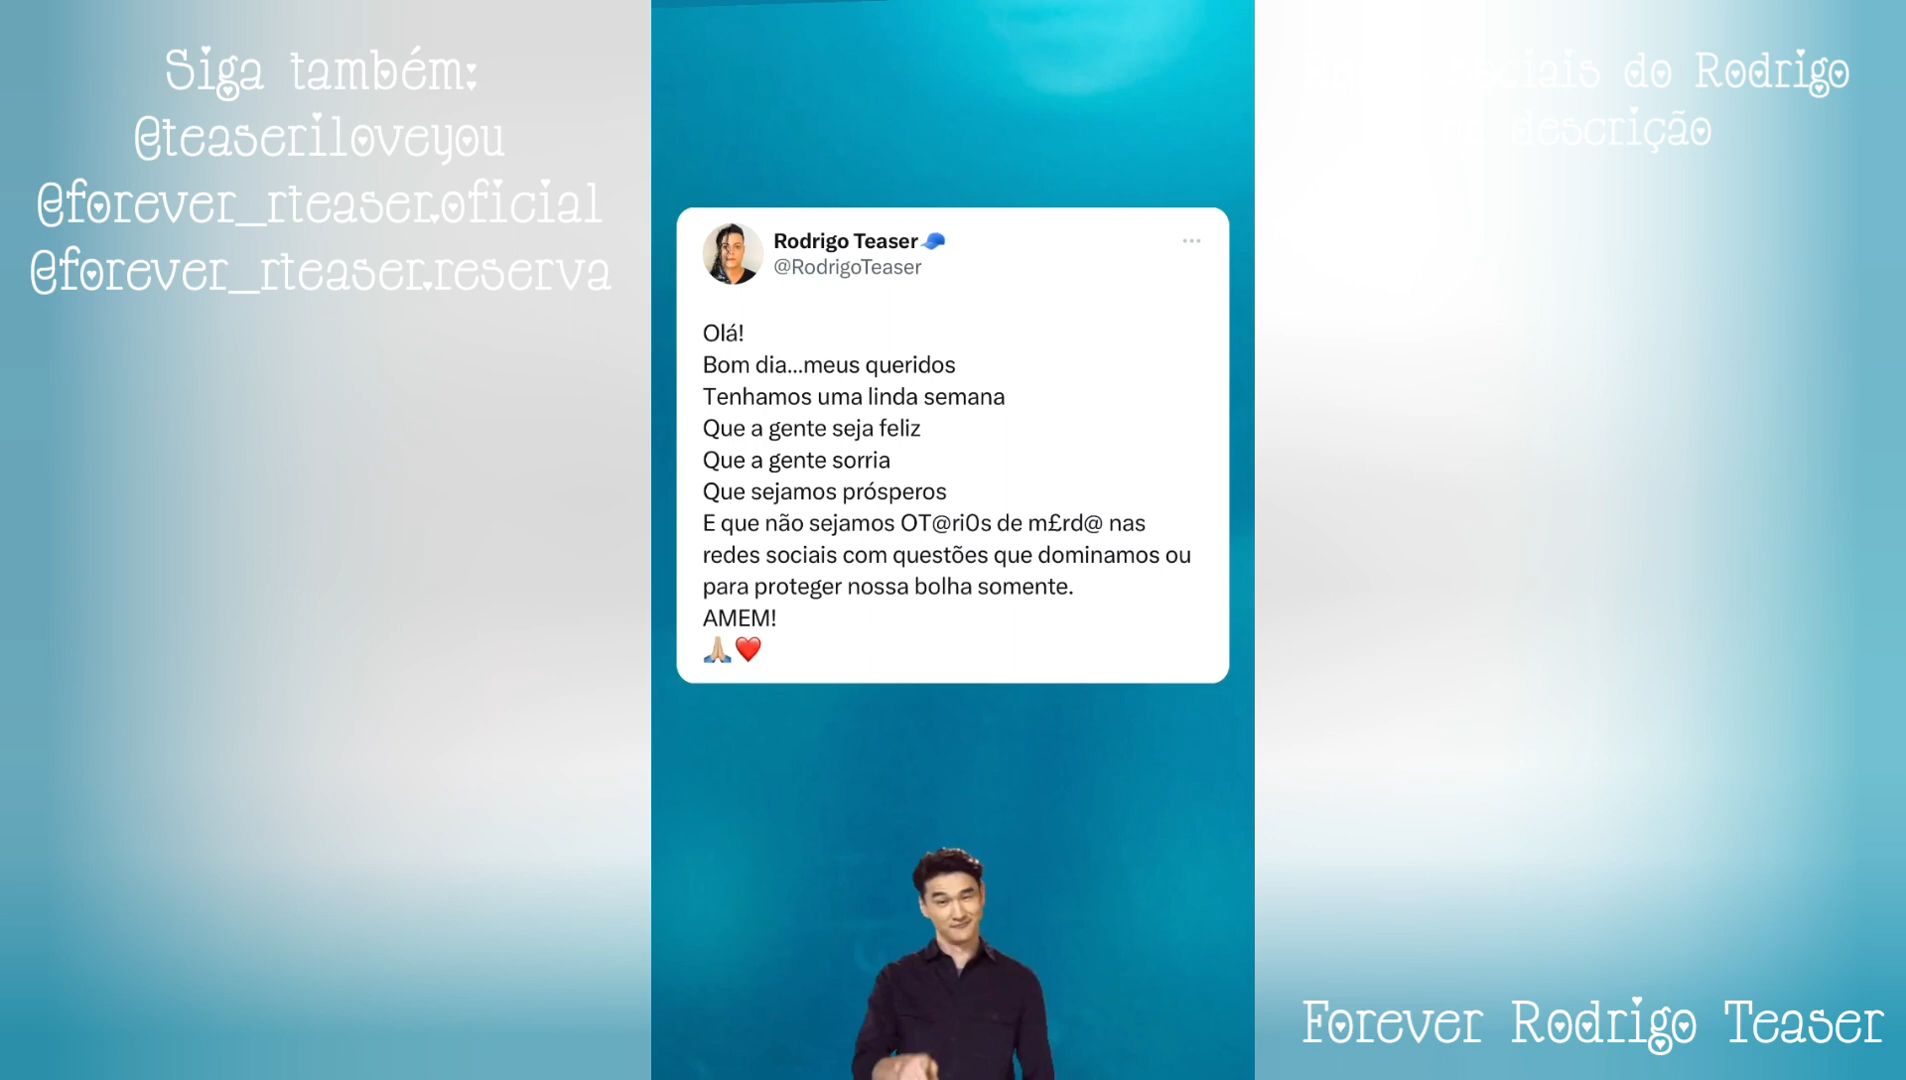 Siga também:
@teaseriloveyou
@forever_rteaser.oficial
@forever_rteaser.reserva
sociais do Rodrigo
descrição
Rodrigo Teaser🧢
@RodrigoTeaser
Olá!
Bom dia...meus queridos
Tenhamos uma linda semana
Que a gente seja feliz
Que a gente sorria
Que sejamos prósperos
E que não sejamos OT@ri0s de m£rd@ nas
redes sociais com questões que dominamos ou
para proteger nossa bolha somente.
AMEM!
🙏🏼❤️
Forever Rodrigo Teaser